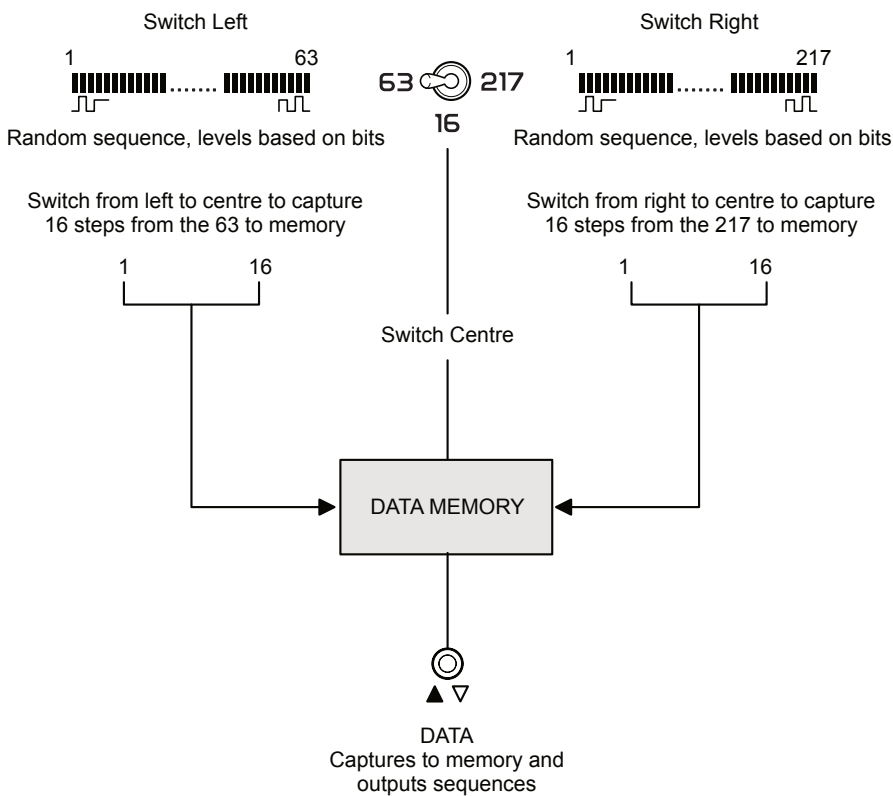 Switch Left
1 63
Random sequence, levels based on bits
Switch from left to centre to capture
16 steps from the 63 to memory
1 16
63 217
16
Switch Right
1 217
Random sequence, levels based on bits
Switch from right to centre to capture
16 steps from the 217 to memory
1 16
Switch Centre
DATA MEMORY
DATA
Captures to memory and
outputs sequences